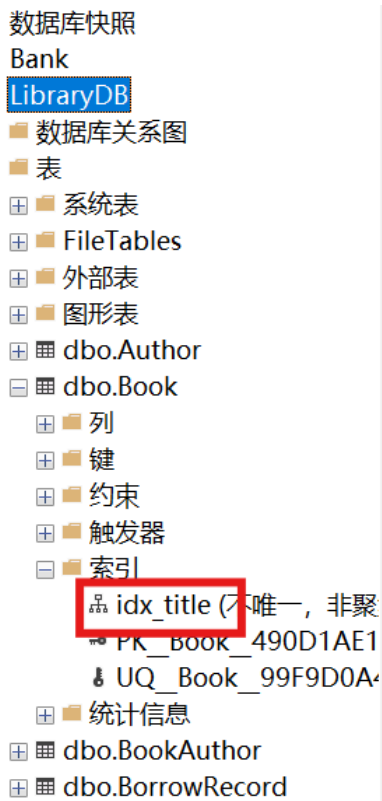 数据库快照
Bank
LibraryDB
数据库关系图
表
系统表
FileTables
外部表
图形表
dbo.Author
dbo.Book
列
键
约束
触发器
索引
idx_title (不唯一，非聚
PK__Book__490D1AE1
UQ__Book__99F9D0A4
统计信息
dbo.BookAuthor
dbo.BorrowRecord